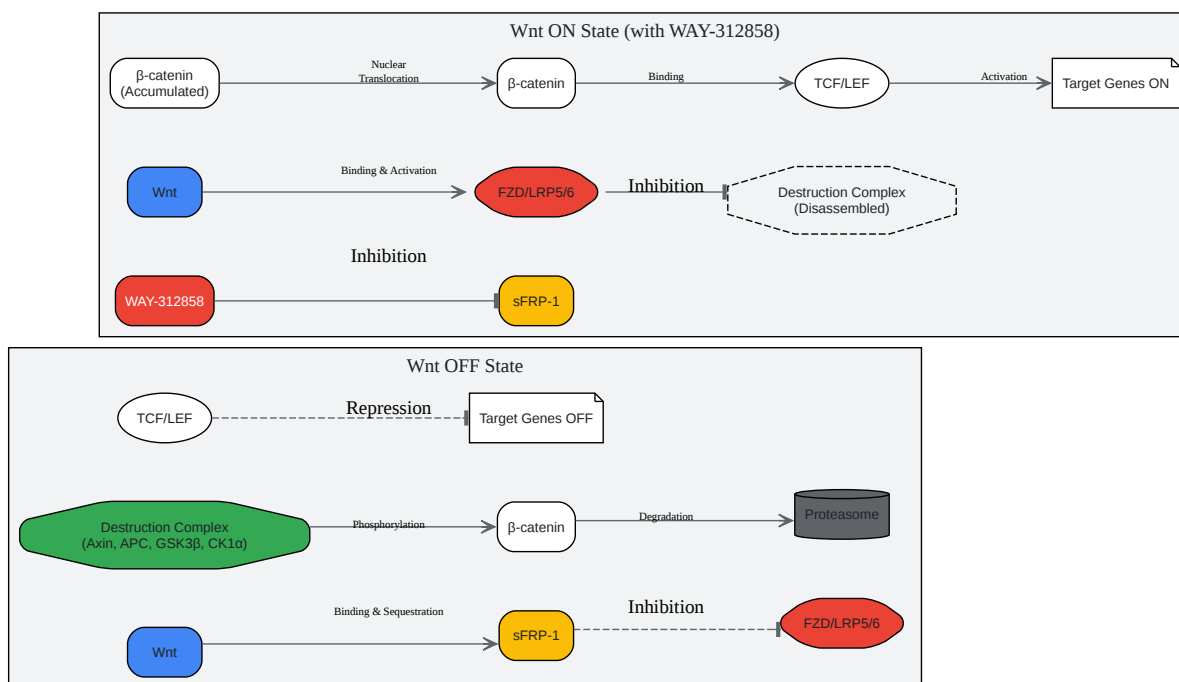 Wnt ON State (with WAY-312858)
β-catenin
(Accumulated)
Nuclear
Translocation
β-catenin
Binding
TCF/LEF
Activation
Target Genes ON
Wnt
Binding & Activation
FZD/LRP5/6
Inhibition
Destruction Complex
(Disassembled)
Inhibition
WAY-312858
sFRP-1
Wnt OFF State
TCF/LEF
Repression
Target Genes OFF
Destruction Complex
(Axin, APC, GSK3β, CK1α)
Phosphorylation
β-catenin
Degradation
Proteasome
Wnt
Binding & Sequestration
sFRP-1
Inhibition
FZD/LRP5/6